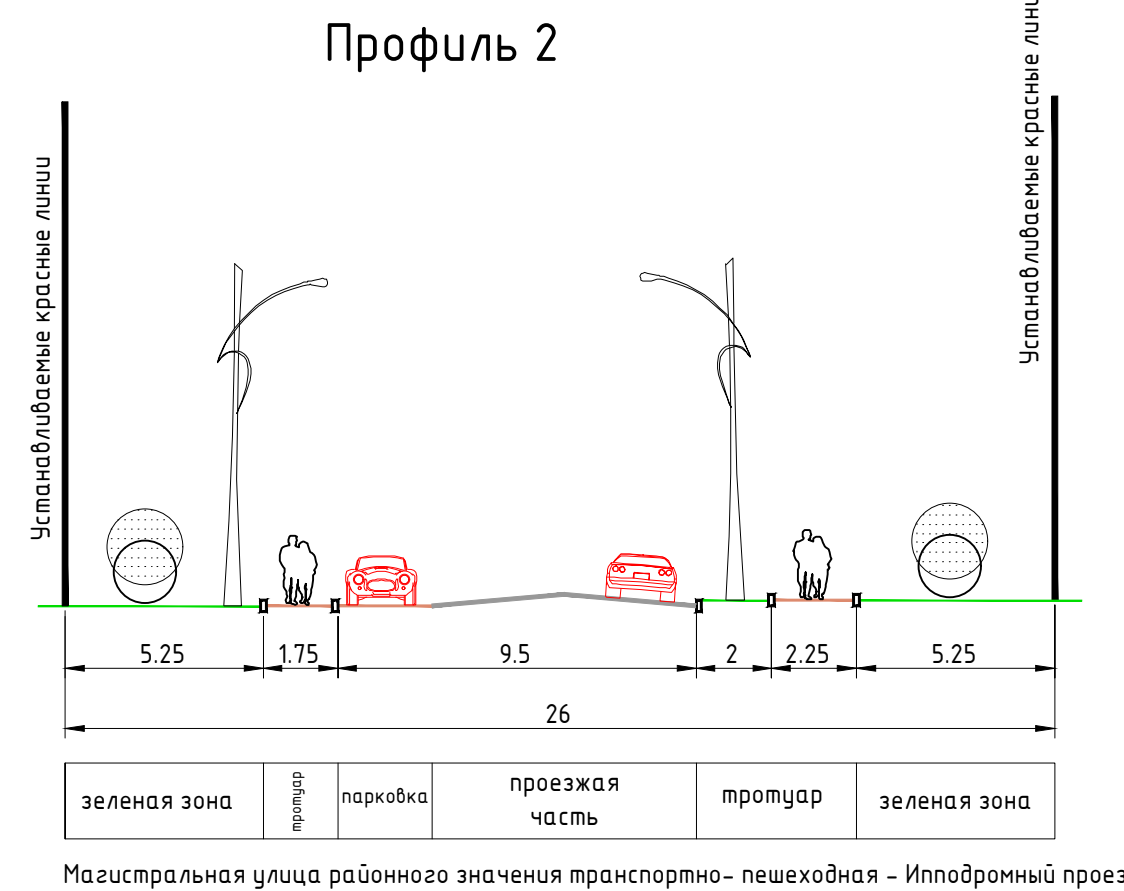 Профиль 2
Устанавливаемые красные линии
Устанавливаемые красные лини
5.25
1.75
9.5
2
2.25
5.25
26
зеленая зона
тротуар
парковка
проезжая
часть
тротуар
зеленая зона
Магистральная улица районного значения транспортно- пешеходная - Ипподромный проез